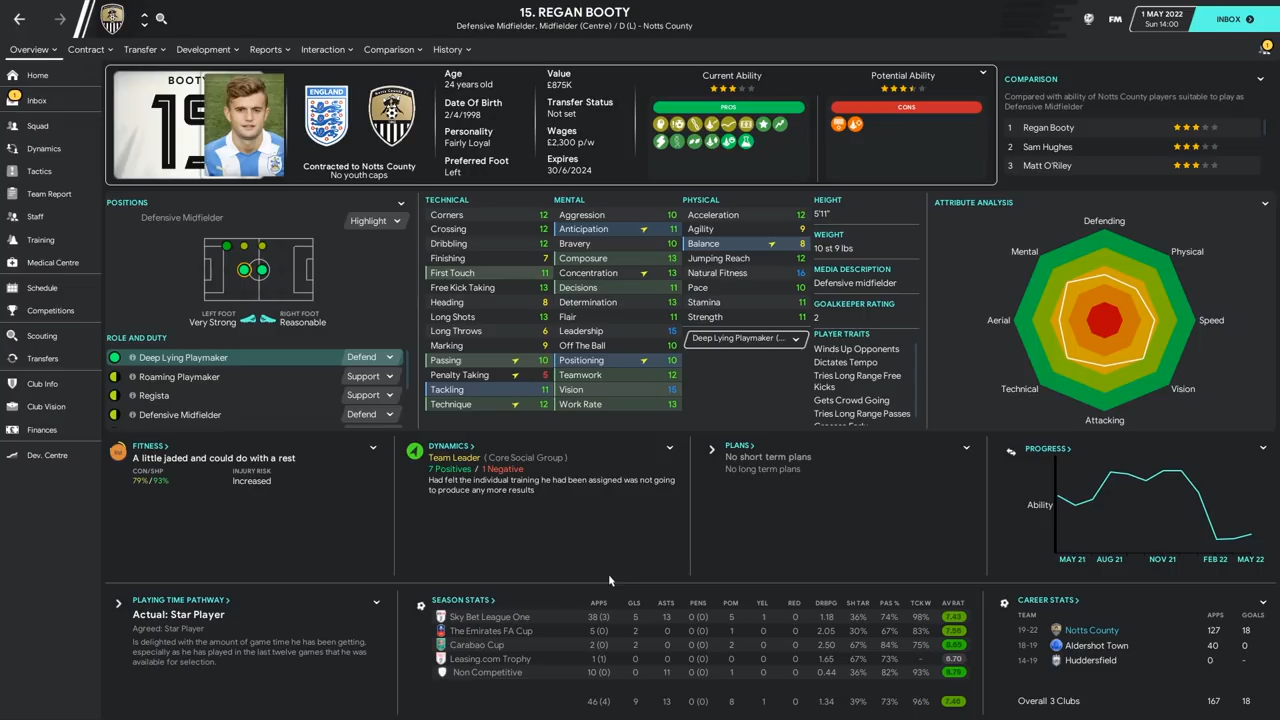 15. REGAN BOOTY
Defensive Midfielder, Midfielder (Centre) / D (L) - Notts County
FM
1 MAY 2022
Sun 14:00
INBOX
Overview
Contract
Transfer
Development
Reports
Interaction
Comparison
History
1
Home
Inbox
Squad
Dynamics
Tactics
Team Report
Staff
Training
Medical Centre
Schedule
Competitions
Scouting
Transfers
Club Info
Club Vision
Finances
Dev. Centre
BOOT
15
ENGLAND
Contracted to Notts County
No youth caps
Age
24 years old
Date Of Birth
2/4/1998
Personality
Fairly Loyal
Preferred Foot
Left
Value
£875K
Transfer Status
Not set
Wages
£2,300 p/w
Expires
30/6/2024
Current Ability
PROS
Potential Ability
CONS
COMPARISON
Compared with ability of Notts County players suitable to play as
Defensive Midfielder
1 Regan Booty
2 Sam Hughes
3 Matt O'Riley
POSITIONS
Defensive Midfielder
Highlight
LEFT FOOT
Very Strong
RIGHT FOOT
Reasonable
ROLE AND DUTY
Deep Lying Playmaker Defend
Roaming Playmaker Support
Regista Support
Defensive Midfielder Defend
TECHNICAL
Corners 12
Crossing 12
Dribbling 12
Finishing 7
First Touch 11
Free Kick Taking 13
Heading 8
Long Shots 13
Long Throws 6
Marking 9
Passing 10
Penalty Taking 5
Tackling 11
Technique 12
MENTAL
Aggression 10
Anticipation 11
Bravery 10
Composure 13
Concentration 13
Decisions 11
Determination 13
Flair 11
Leadership 15
Off The Ball 10
Positioning 10
Teamwork 12
Vision 15
Work Rate 13
PHYSICAL
Acceleration 12
Agility 9
Balance 8
Jumping Reach 12
Natural Fitness 16
Pace 10
Stamina 11
Strength 11
Deep Lying Playmaker (...
HEIGHT
5'11"
WEIGHT
10 st 9 lbs
MEDIA DESCRIPTION
Defensive midfielder
GOALKEEPER RATING
2
PLAYER TRAITS
Winds Up Opponents
Dictates Tempo
Tries Long Range Free
Kicks
Gets Crowd Going
Tries Long Range Passes
ATTRIBUTE ANALYSIS
Defending
Physical
Speed
Vision
Attacking
Technical
Aerial
Mental
FITNESS
A little jaded and could do with a rest
CON/SHP
79%/93%
INJURY RISK
Increased
DYNAMICS
Team Leader ( Core Social Group )
7 Positives / 1 Negative
Had felt the individual training he had been assigned was not going
to produce any more results
PLANS
No short term plans
No long term plans
PROGRESS
Ability
MAY 21 AUG 21 NOV 21 FEB 22 MAY 22
PLAYING TIME PATHWAY
Actual: Star Player
Agreed: Star Player
Is delighted with the amount of game time he has been getting,
especially as he has played in the last twelve games that he was
available for selection.
SEASON STATS APPS GLS ASTS PENS POM YEL RED DRBPG SH TAR PAS % TCK W AV RAT
Sky Bet League One 38 (3) 5 13 0 (0) 5 1 0 1.18 36% 74% 98% 7.43
The Emirates FA Cup 5 (0) 2 0 0 (0) 1 0 0 2.05 30% 67% 83% 7.56
Carabao Cup 2 (0) 2 0 0 (0) 2 0 0 2.50 67% 84% 75%
Leasing.com Trophy 1 (1) 0 0 0 (0) 0 0 0 1.65 67% 73% - 6.70
Non Competitive 10 (0) 0 11 0 (0) 1 0 0 0.44 36% 82% 93%
46 (4) 9 13 0 (0) 8 1 0 1.34 39% 73% 96% 7.46
CAREER STATS
TEAM APPS GOALS
19-22 Notts County 127 18
18-19 Aldershot Town 40 0
14-19 Huddersfield 0 -
Overall 3 Clubs 167 18